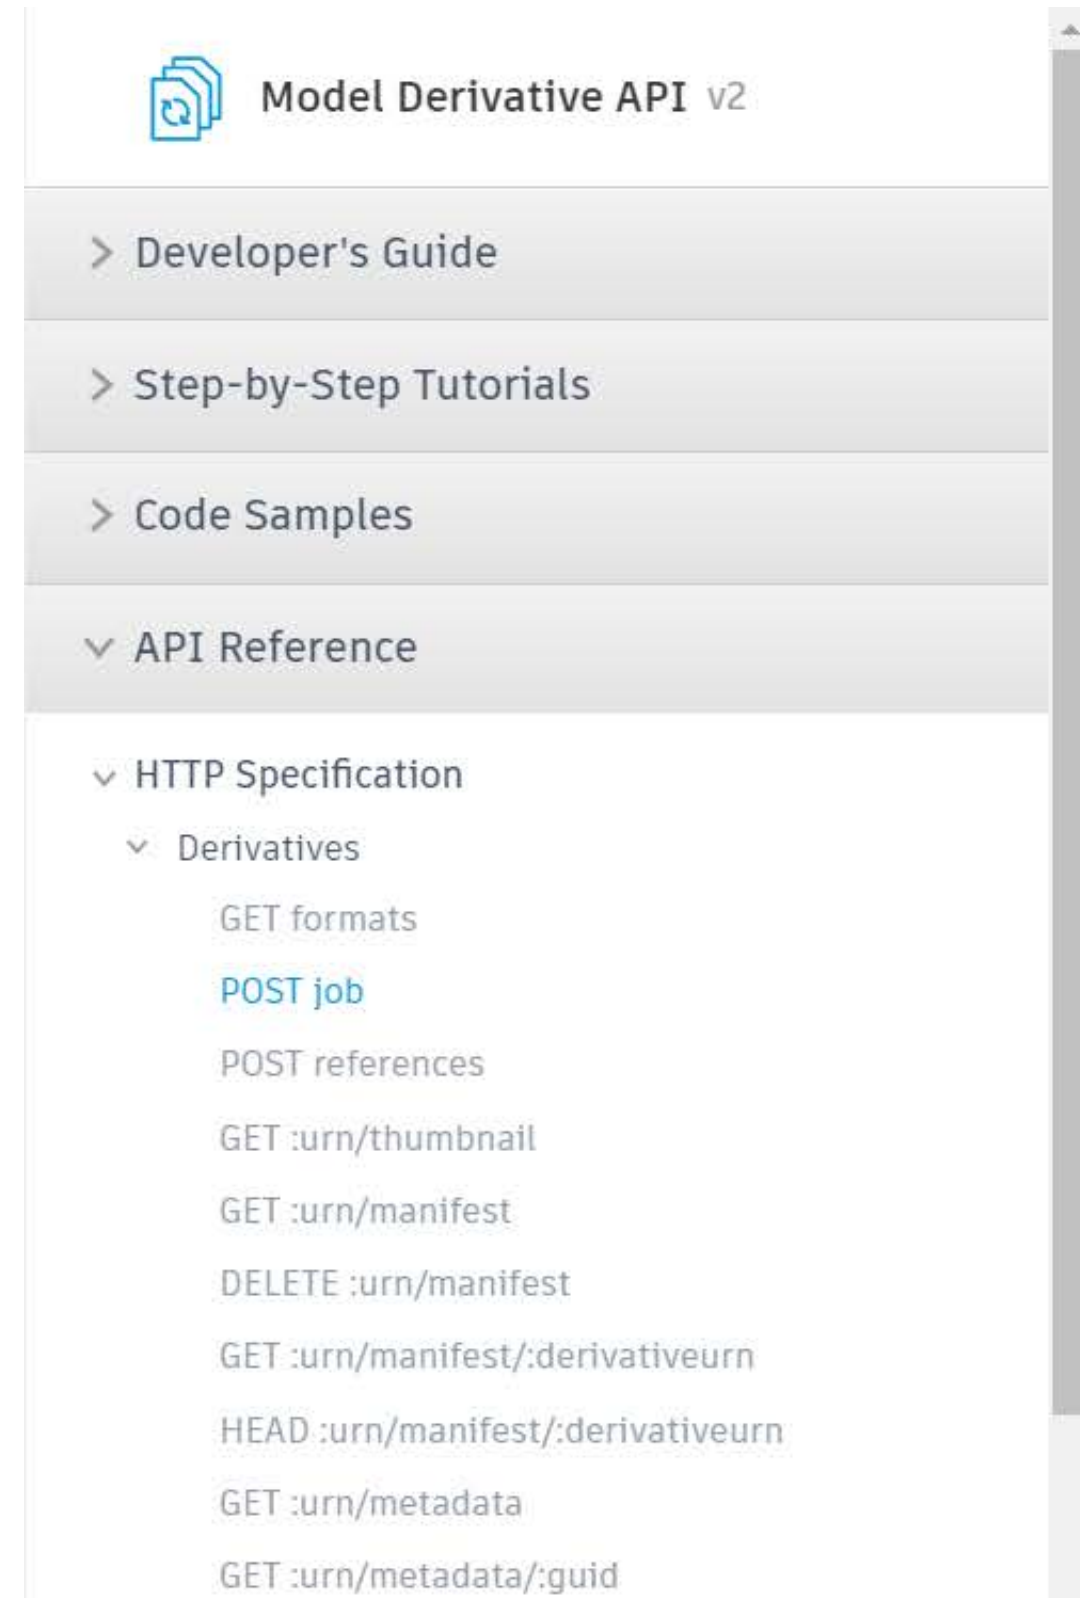 Model Derivative API v2
Developer's Guide
Step-by-Step Tutorials
Code Samples
API Reference
HTTP Specification
Derivatives
GET formats
POST job
POST references
GET :urn/thumbnail
GET :urn/manifest
DELETE :urn/manifest
GET :urn/manifest/:derivativeurn
HEAD :urn/manifest/:derivativeurn
GET :urn/metadata
GET :urn/metadata/:guid